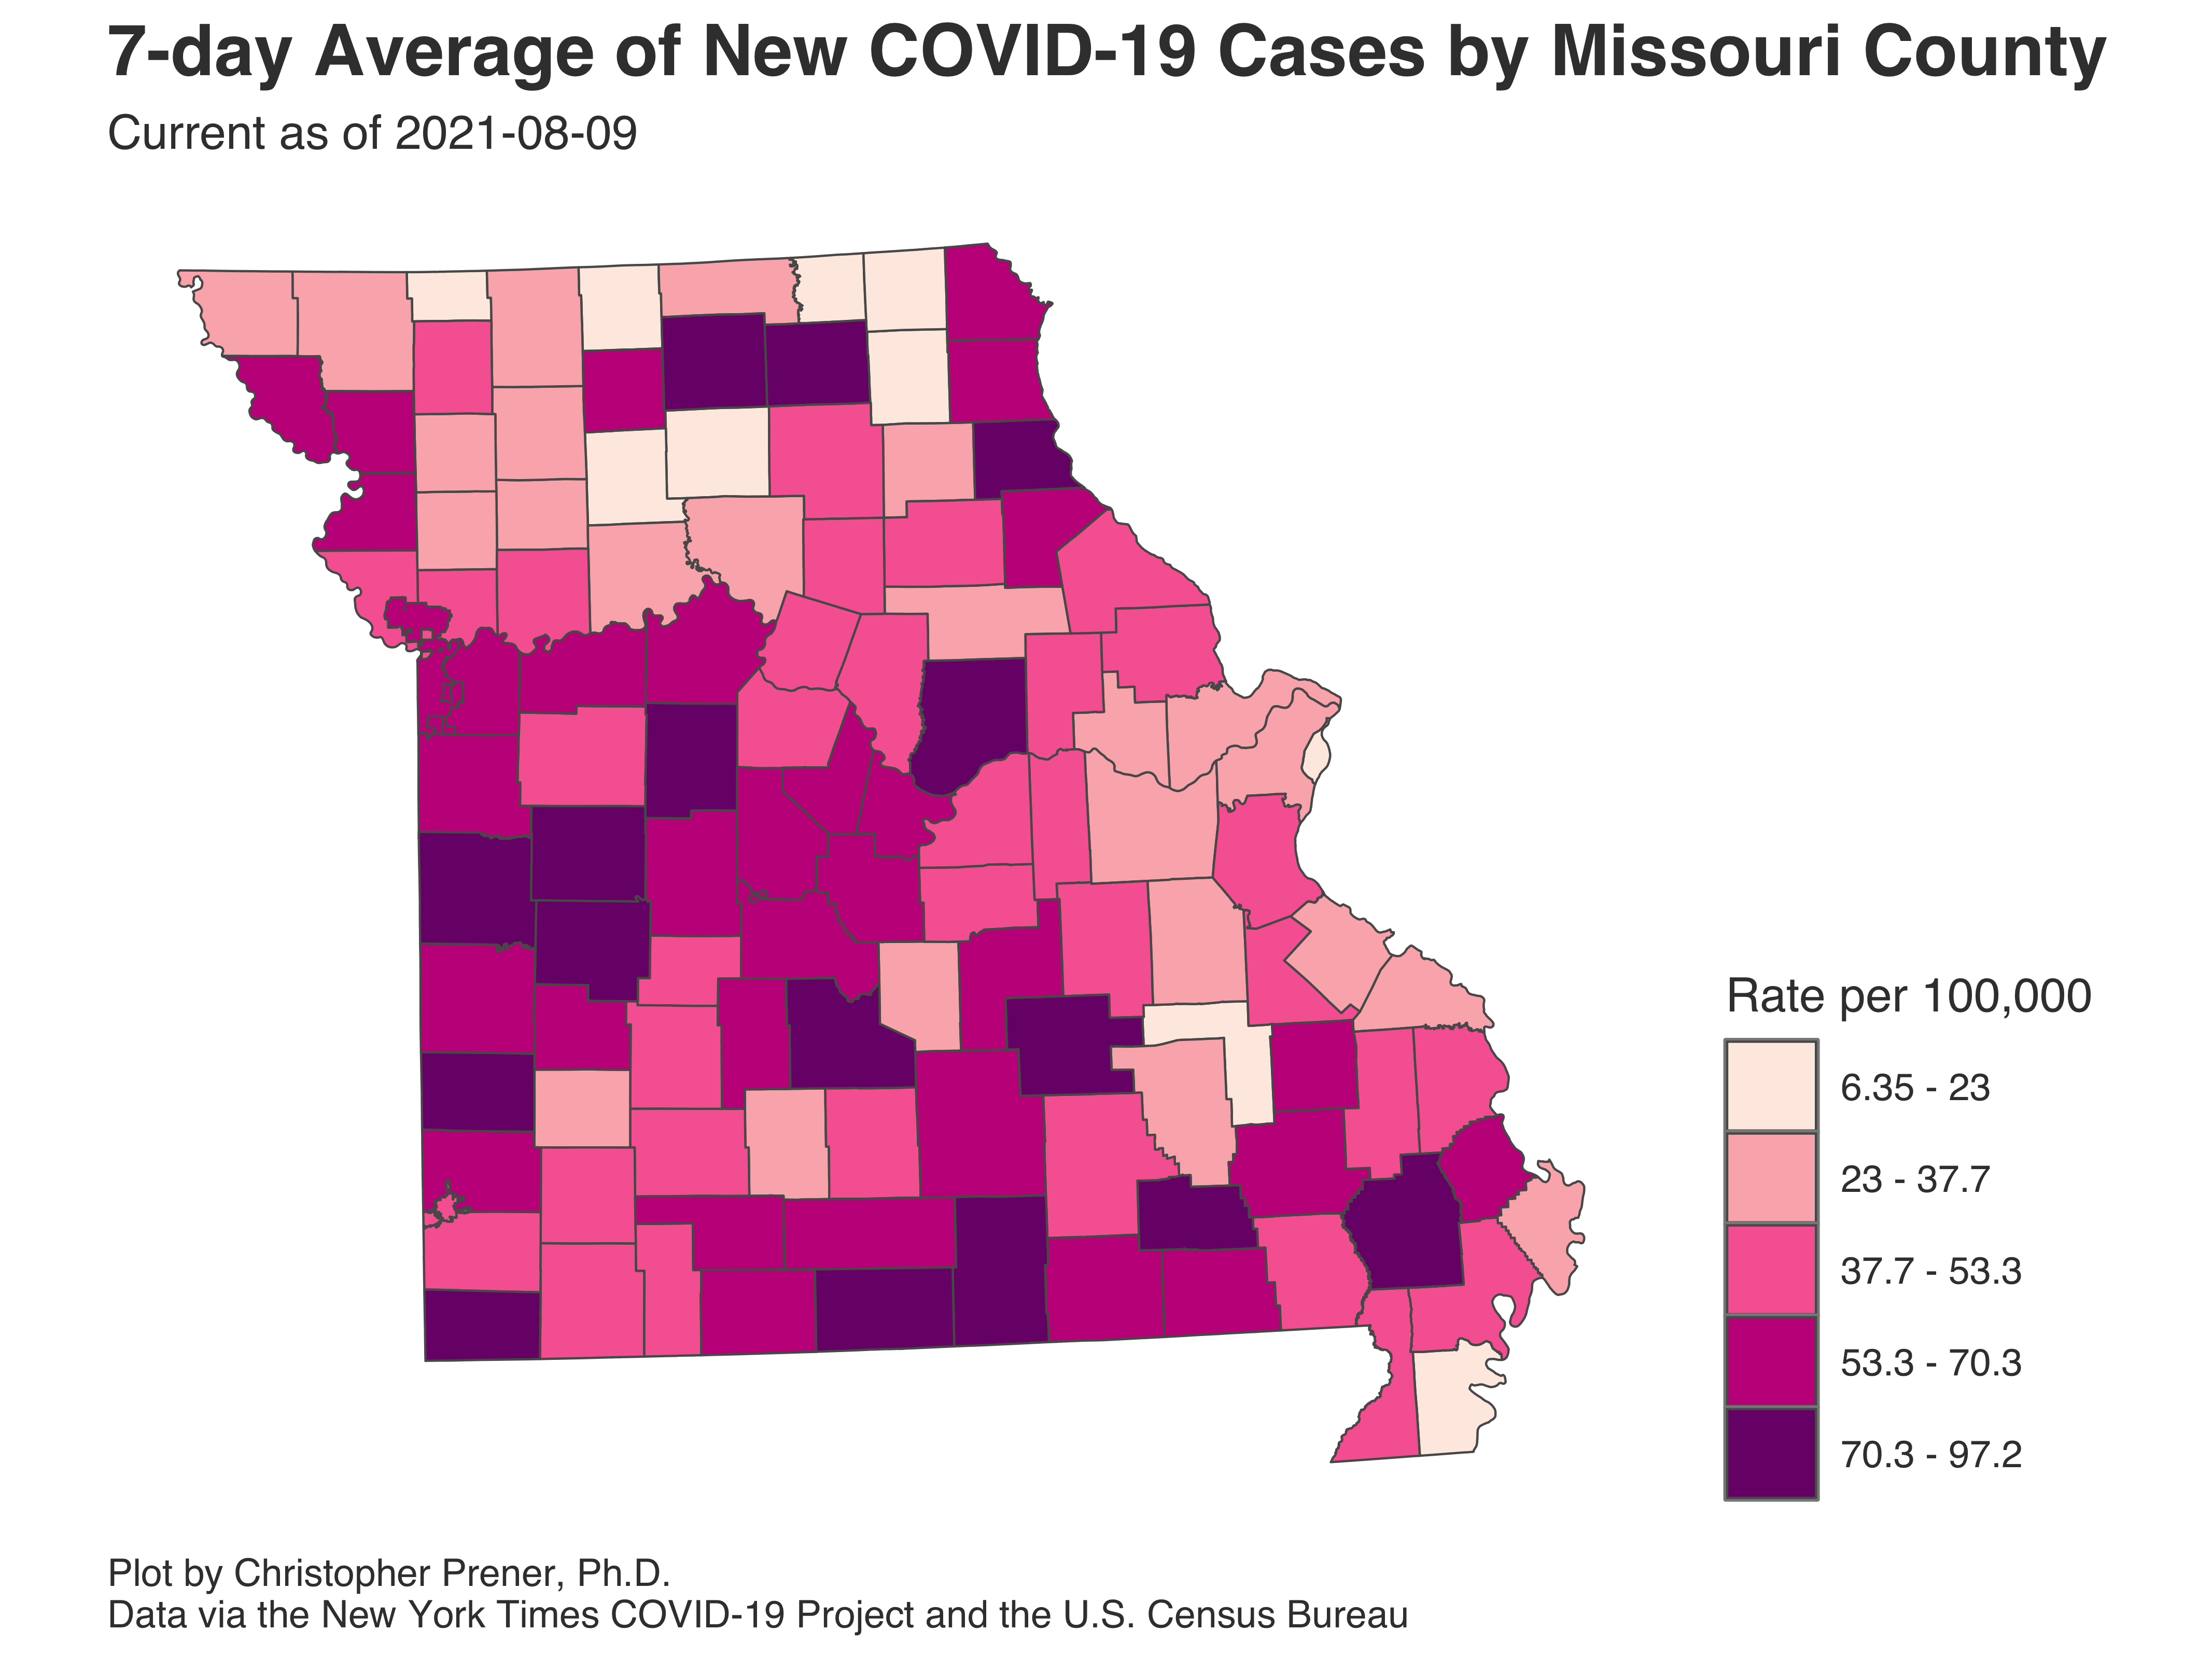 7-day Average of New COVID-19 Cases by Missouri County
Current as of 2021-08-09
Rate per 100,000
6.35 - 23
23 - 37.7
37.7 - 53.3
53.3 - 70.3
70.3 - 97.2
Plot by Christopher Prener, Ph.D.
Data via the New York Times COVID-19 Project and the U.S. Census Bureau